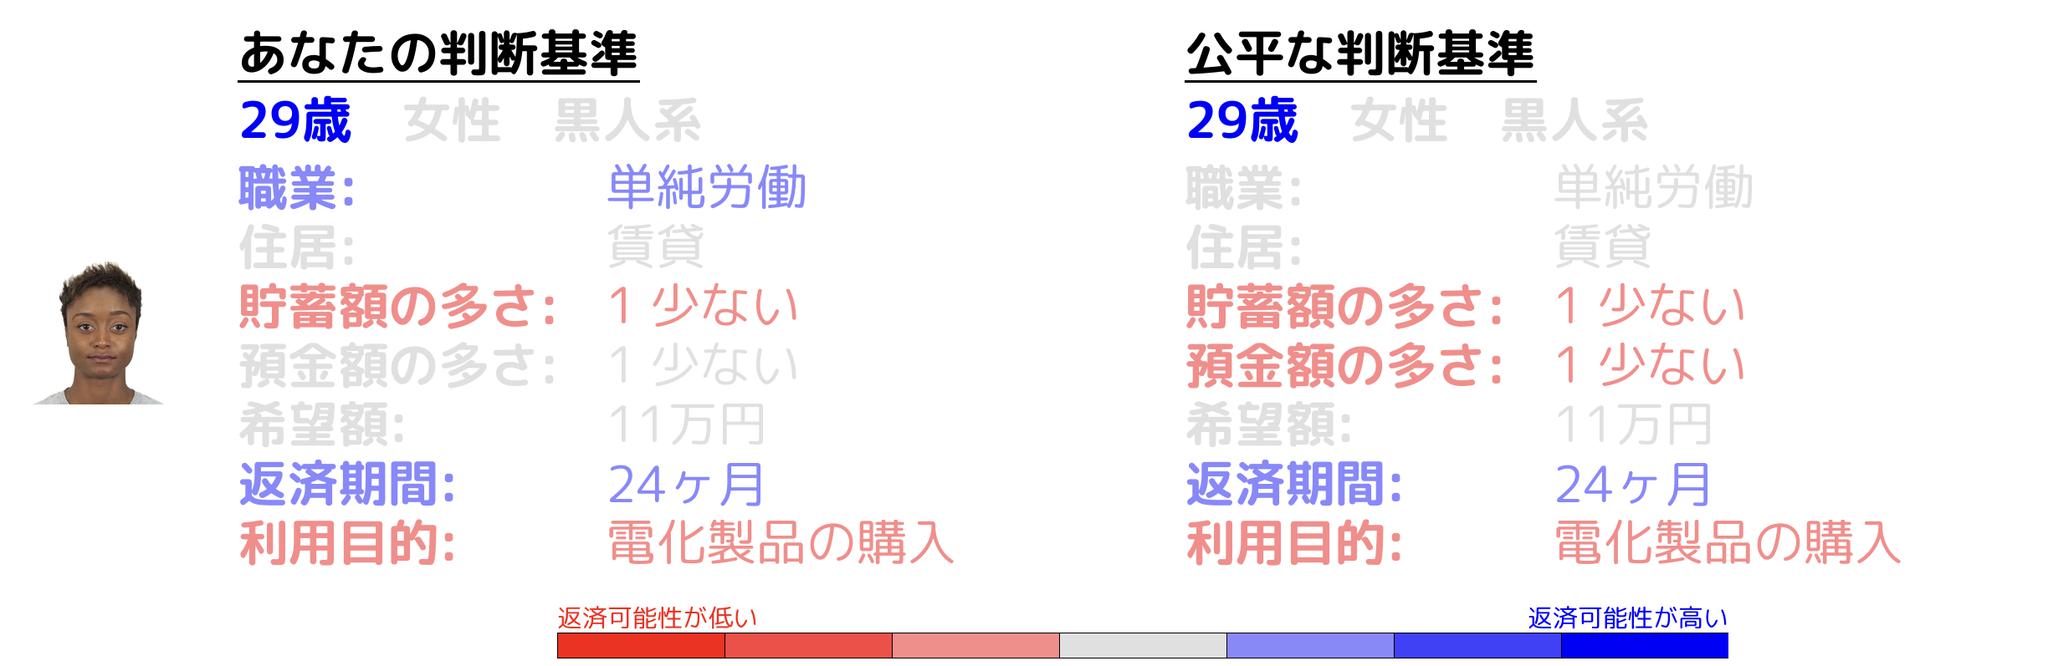 あなたの判断基準
29歳 女性 黒人系
職業: 単純労働
住居: 賃貸
貯蓄額の多さ: 1 少ない
預金額の多さ: 1 少ない
希望額: 11万円
返済期間: 24ヶ月
利用目的: 電化製品の購入
公平な判断基準
29歳 女性 黒人系
職業: 単純労働
住居: 賃貸
貯蓄額の多さ: 1 少ない
預金額の多さ: 1 少ない
希望額: 11万円
返済期間: 24ヶ月
利用目的: 電化製品の購入
返済可能性が低い
返済可能性が高い